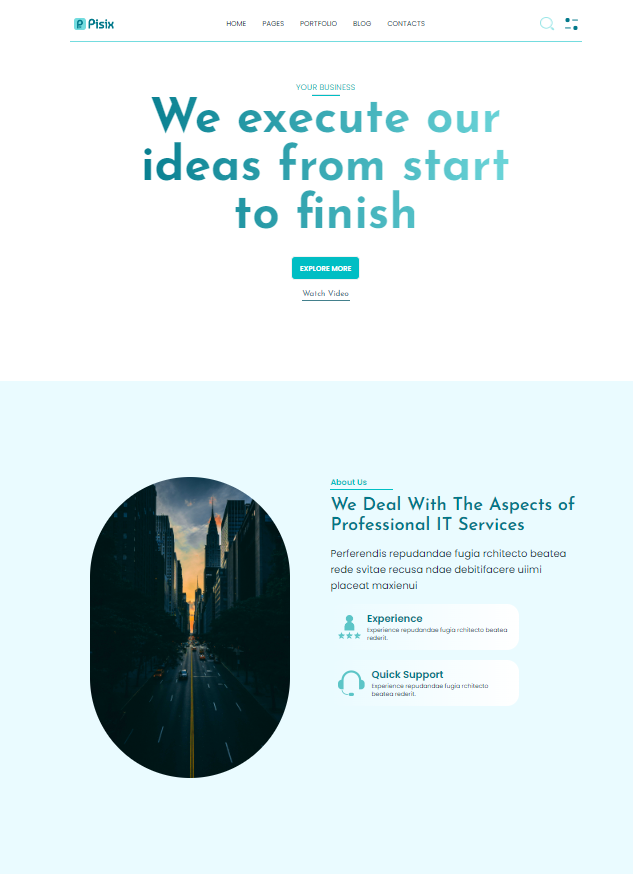 Pisix
HOME PAGES PORTFOLIO BLOG CONTACTS
YOUR BUSINESS
We execute our
ideas from start
to finish
EXPLORE MORE
Watch Video
About Us
We Deal With The Aspects of
Professional IT Services
Perferendis repudandae fugia rchitecto beatea
rede svitae recusa ndae debitifacere uiimi
placeat maxienui
Experience
Experience repudandae fugia rchitecto beatea
rederit.
Quick Support
Experience repudandae fugia rchitecto
beatea rederit.